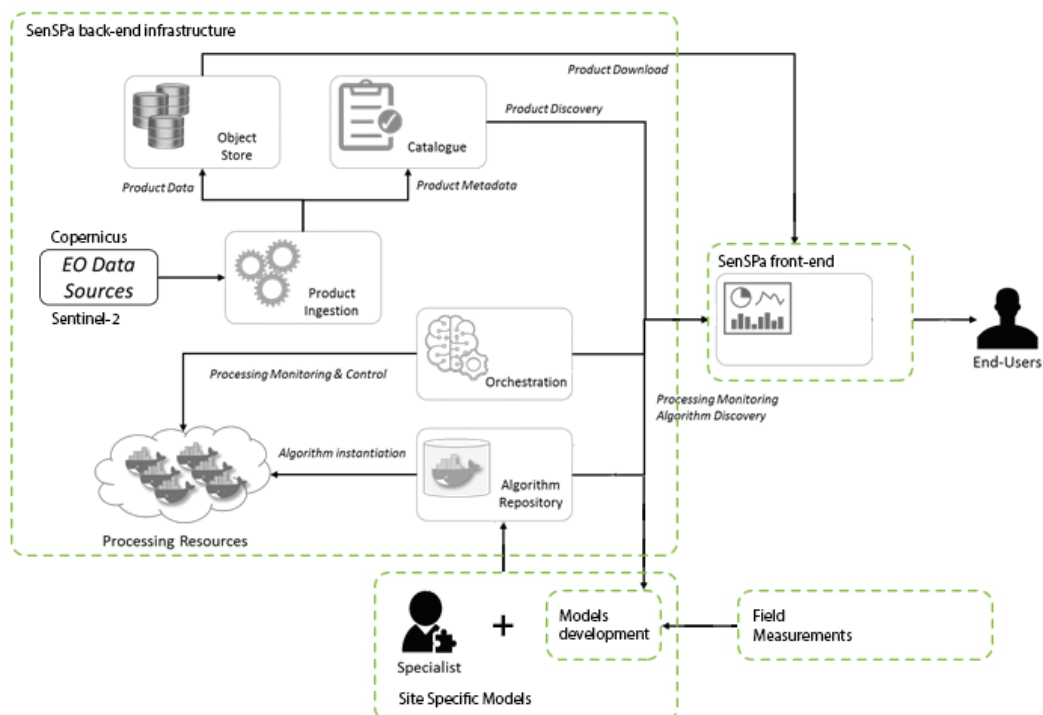 SenSPa back-end infrastructure
Product Download
Product Discovery
Object
Store
Catalogue
Product Data
Product Metadata
Copernicus
EO Data
Sources
Sentinel-2
Product
Ingestion
SenSPa front-end
End-Users
Orchestration
Processing Monitoring & Control
Processing Monitoring
Algorithm Discovery
Algorithm instantiation
Algorithm
Repository
Processing Resources
Specialist
+
Models
development
Field
Measurements
Site Specific Models